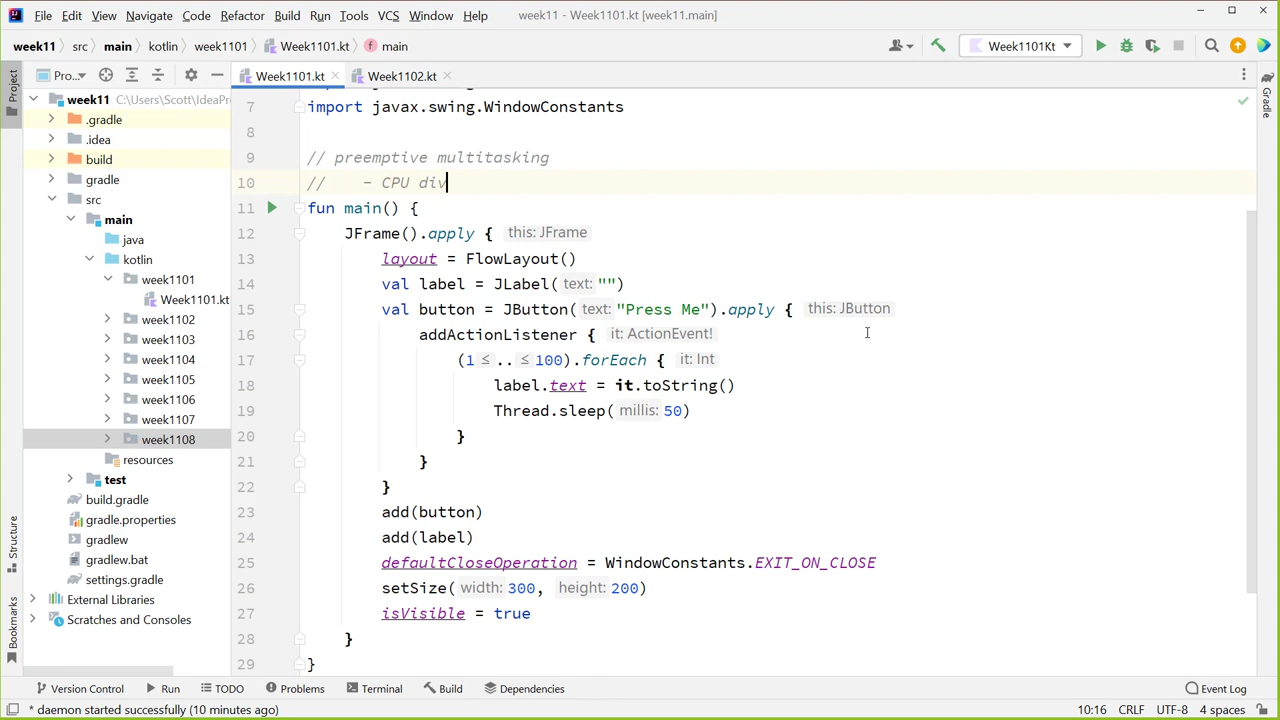 File Edit View Navigate Code Refactor Build Run Tools VCS Window Help week11 - Week1101.kt [week11.main]
week11 src main kotlin week1101 Week1101.kt main Week1101Kt
Pro... Week1101.kt Week1102.kt
Project
Gradle
week11 C:\Users\Scott\IdeaPro
.gradle
.idea
build
gradle
src
main
java
kotlin
week1101
Week1101.kt
week1102
week1103
week1104
week1105
week1106
week1107
week1108
resources
test
build.gradle
gradle.properties
gradlew
gradlew.bat
settings.gradle
External Libraries
Scratches and Consoles
Structure
Bookmarks
7 import javax.swing.WindowConstants
8
9 // preemptive multitasking
10 //    - CPU div
11 fun main() {
12 JFrame().apply { this: JFrame
13 layout = FlowLayout()
14 val label = JLabel( text: "")
15 val button = JButton( text: "Press Me").apply { this: JButton
16 addActionListener { it: ActionEvent!
17 (1 ≤ .. ≤ 100).forEach { it: Int
18 label.text = it.toString()
19 Thread.sleep( millis: 50)
20 }
21 }
22 }
23 add(button)
24 add(label)
25 defaultCloseOperation = WindowConstants.EXIT_ON_CLOSE
26 setSize( width: 300, height: 200)
27 isVisible = true
28 }
29 }
Version Control Run TODO Problems Terminal Build Dependencies Event Log
* daemon started successfully (10 minutes ago) 10:16 CRLF UTF-8 4 spaces